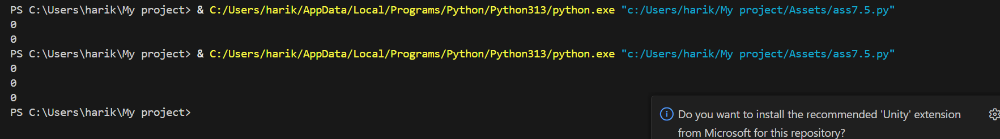 PS C:\Users\harik\My project> & C:/Users/harik/AppData/Local/Programs/Python/Python313/python.exe "c:/Users/harik/My project/Assets/ass7.5.py"
0
0
PS C:\Users\harik\My project> & C:/Users/harik/AppData/Local/Programs/Python/Python313/python.exe "c:/Users/harik/My project/Assets/ass7.5.py"
0
0
0
PS C:\Users\harik\My project>
Do you want to install the recommended 'Unity' extension
from Microsoft for this repository?